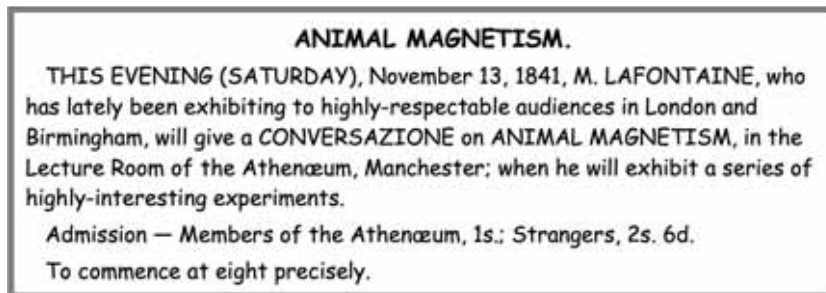 ANIMAL MAGNETISM.
THIS EVENING (SATURDAY), November 13, 1841, M. LAFONTAINE, who
has lately been exhibiting to highly-respectable audiences in London and
Birmingham, will give a CONVERSAZIONE on ANIMAL MAGNETISM, in the
Lecture Room of the Athenæum, Manchester; when he will exhibit a series of
highly-interesting experiments.
Admission — Members of the Athenæum, 1s.; Strangers, 2s. 6d.
To commence at eight precisely.